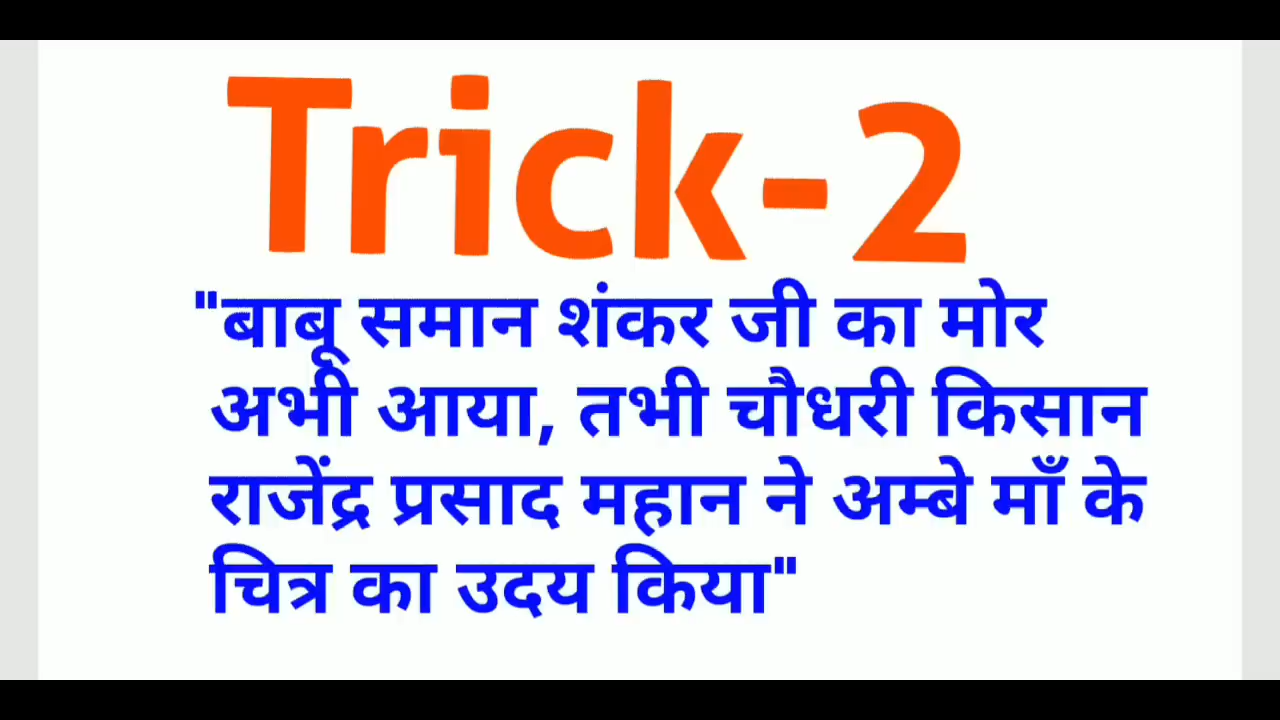 Trick-2
"बाबू समान शंकर जी का मोर
अभी आया, तभी चौधरी किसान
राजेंद्र प्रसाद महान ने अम्बे माँ के
चित्र का उदय किया"